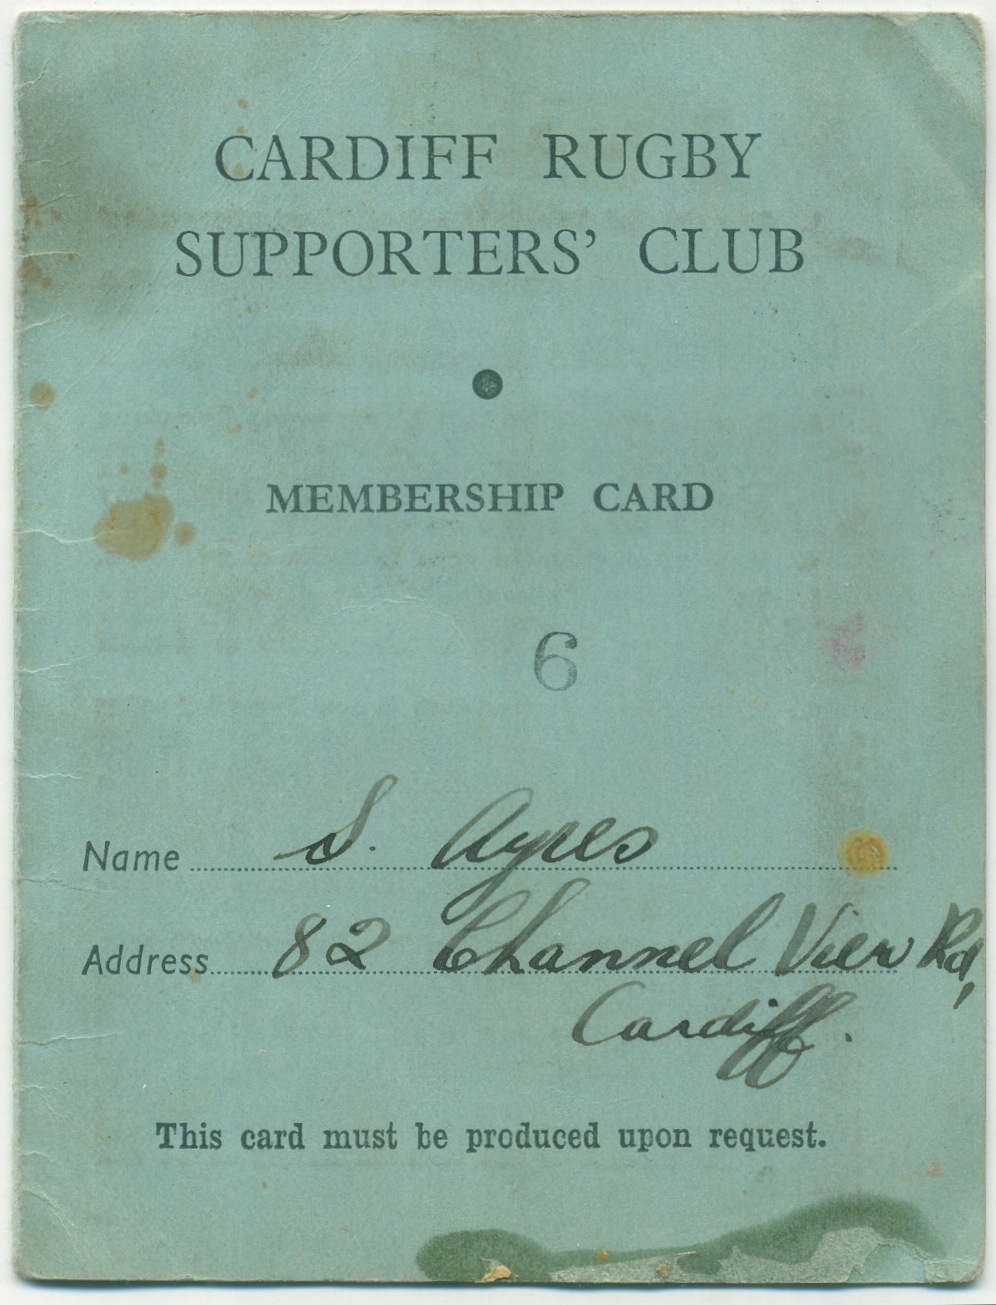 CARDIFF RUGBY
SUPPORTERS’ CLUB
MEMBERSHIP CARD
6
Name S. Ayres
Address 82 Channel View Rd,
Cardiff.
This card must be produced upon request.